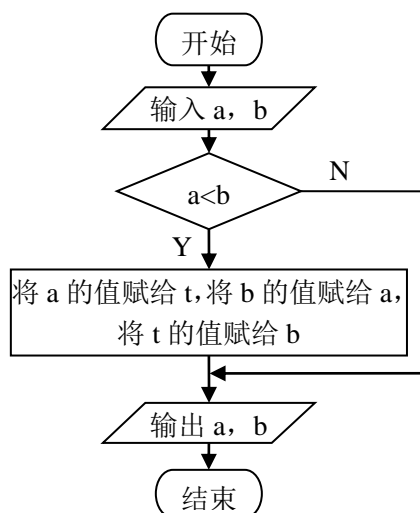 开始
输入 a，b
a<b
N
Y
将 a 的值赋给 t，将 b 的值赋给 a，
将 t 的值赋给 b
输出 a，b
结束